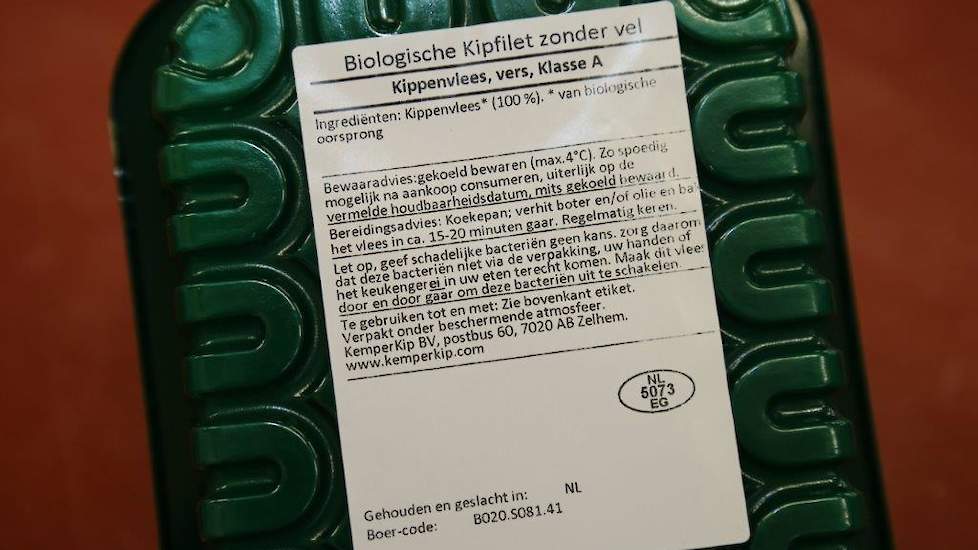 Biologische Kipfilet zonder vel
Kippenvlees, vers, Klasse A
Ingrediënten: Kippenvlees* (100 %). * van biologische
oorsprong
Bewaaradvies:gekoeld bewaren (max.4°C). Zo spoedig
mogelijk na aankoop consumeren, uiterlijk op de
vermelde houdbaarheidsdatum, mits gekoeld bewaard.
Bereidingsadvies: Koekepan; verhit boter en/of olie en ba
het vlees in ca. 15-20 minuten gaar. Regelmatig keren.
Let op, geef schadelijke bacteriën geen kans. zorg daarom
dat deze bacteriën niet via de verpakking, uw handen of
het keukengerei in uw eten terecht komen. Maak dit vlee
door en door gaar om deze bacteriën uit te schakelen.
Te gebruiken tot en met: Zie bovenkant etiket.
Verpakt onder beschermende atmosfeer.
KemperKip BV, postbus 60, 7020 AB Zelhem.
www.kemperkip.com
NL
5073
EG
Gehouden en geslacht in: NL
Boer-code: B020.S081.41